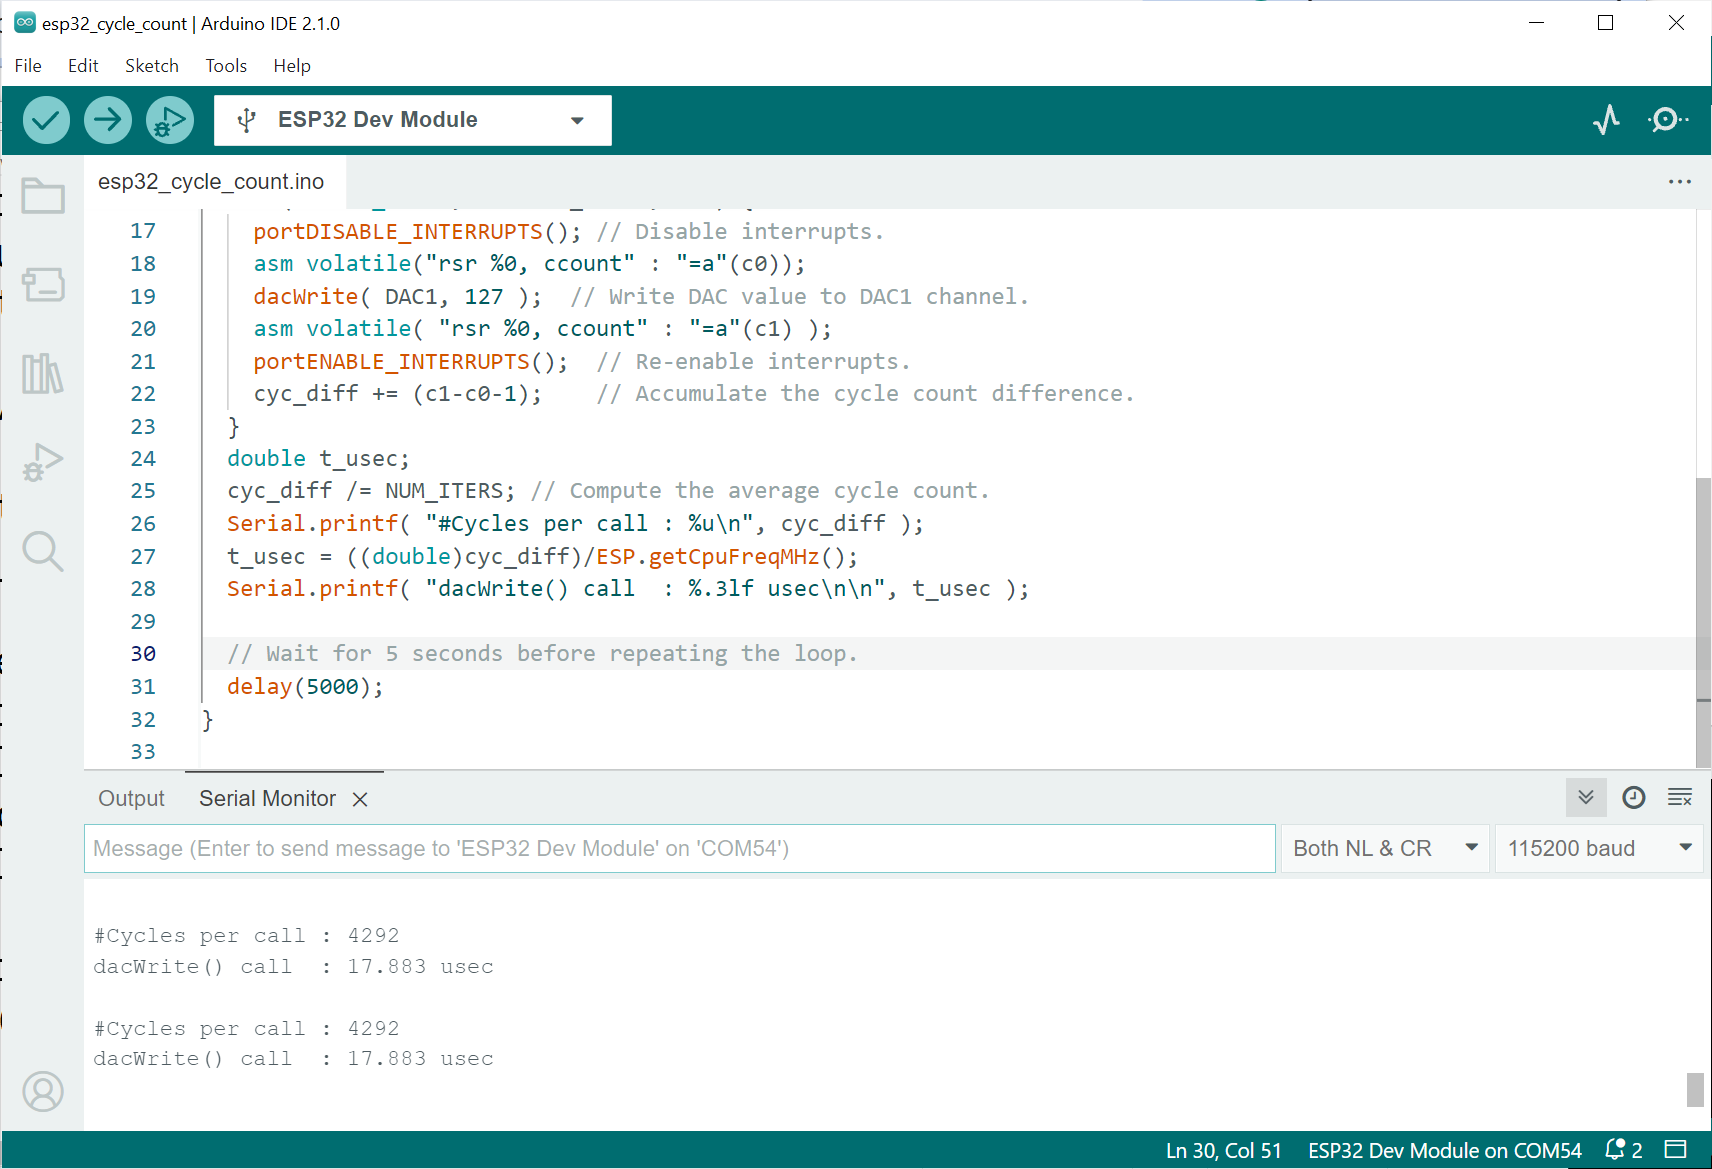 esp32_cycle_count | Arduino IDE 2.1.0
File Edit Sketch Tools Help
ESP32 Dev Module
esp32_cycle_count.ino
17 portDISABLE_INTERRUPTS(); // Disable interrupts.
18 asm volatile("rsr %0, ccount" : "=a"(c0));
19 dacWrite( DAC1, 127 );  // Write DAC value to DAC1 channel.
20 asm volatile( "rsr %0, ccount" : "=a"(c1) );
21 portENABLE_INTERRUPTS();  // Re-enable interrupts.
22 cyc_diff += (c1-c0-1);    // Accumulate the cycle count difference.
23 }
24 double t_usec;
25 cyc_diff /= NUM_ITERS; // Compute the average cycle count.
26 Serial.printf( "#Cycles per call : %u\n", cyc_diff );
27 t_usec = ((double)cyc_diff)/ESP.getCpuFreqMHz();
28 Serial.printf( "dacWrite() call  : %.3lf usec\n\n", t_usec );
29
30 // Wait for 5 seconds before repeating the loop.
31 delay(5000);
32 }
33
Output Serial Monitor
Message (Enter to send message to 'ESP32 Dev Module' on 'COM54') Both NL & CR 115200 baud
#Cycles per call : 4292
dacWrite() call  : 17.883 usec
#Cycles per call : 4292
dacWrite() call  : 17.883 usec
Ln 30, Col 51 ESP32 Dev Module on COM54 2